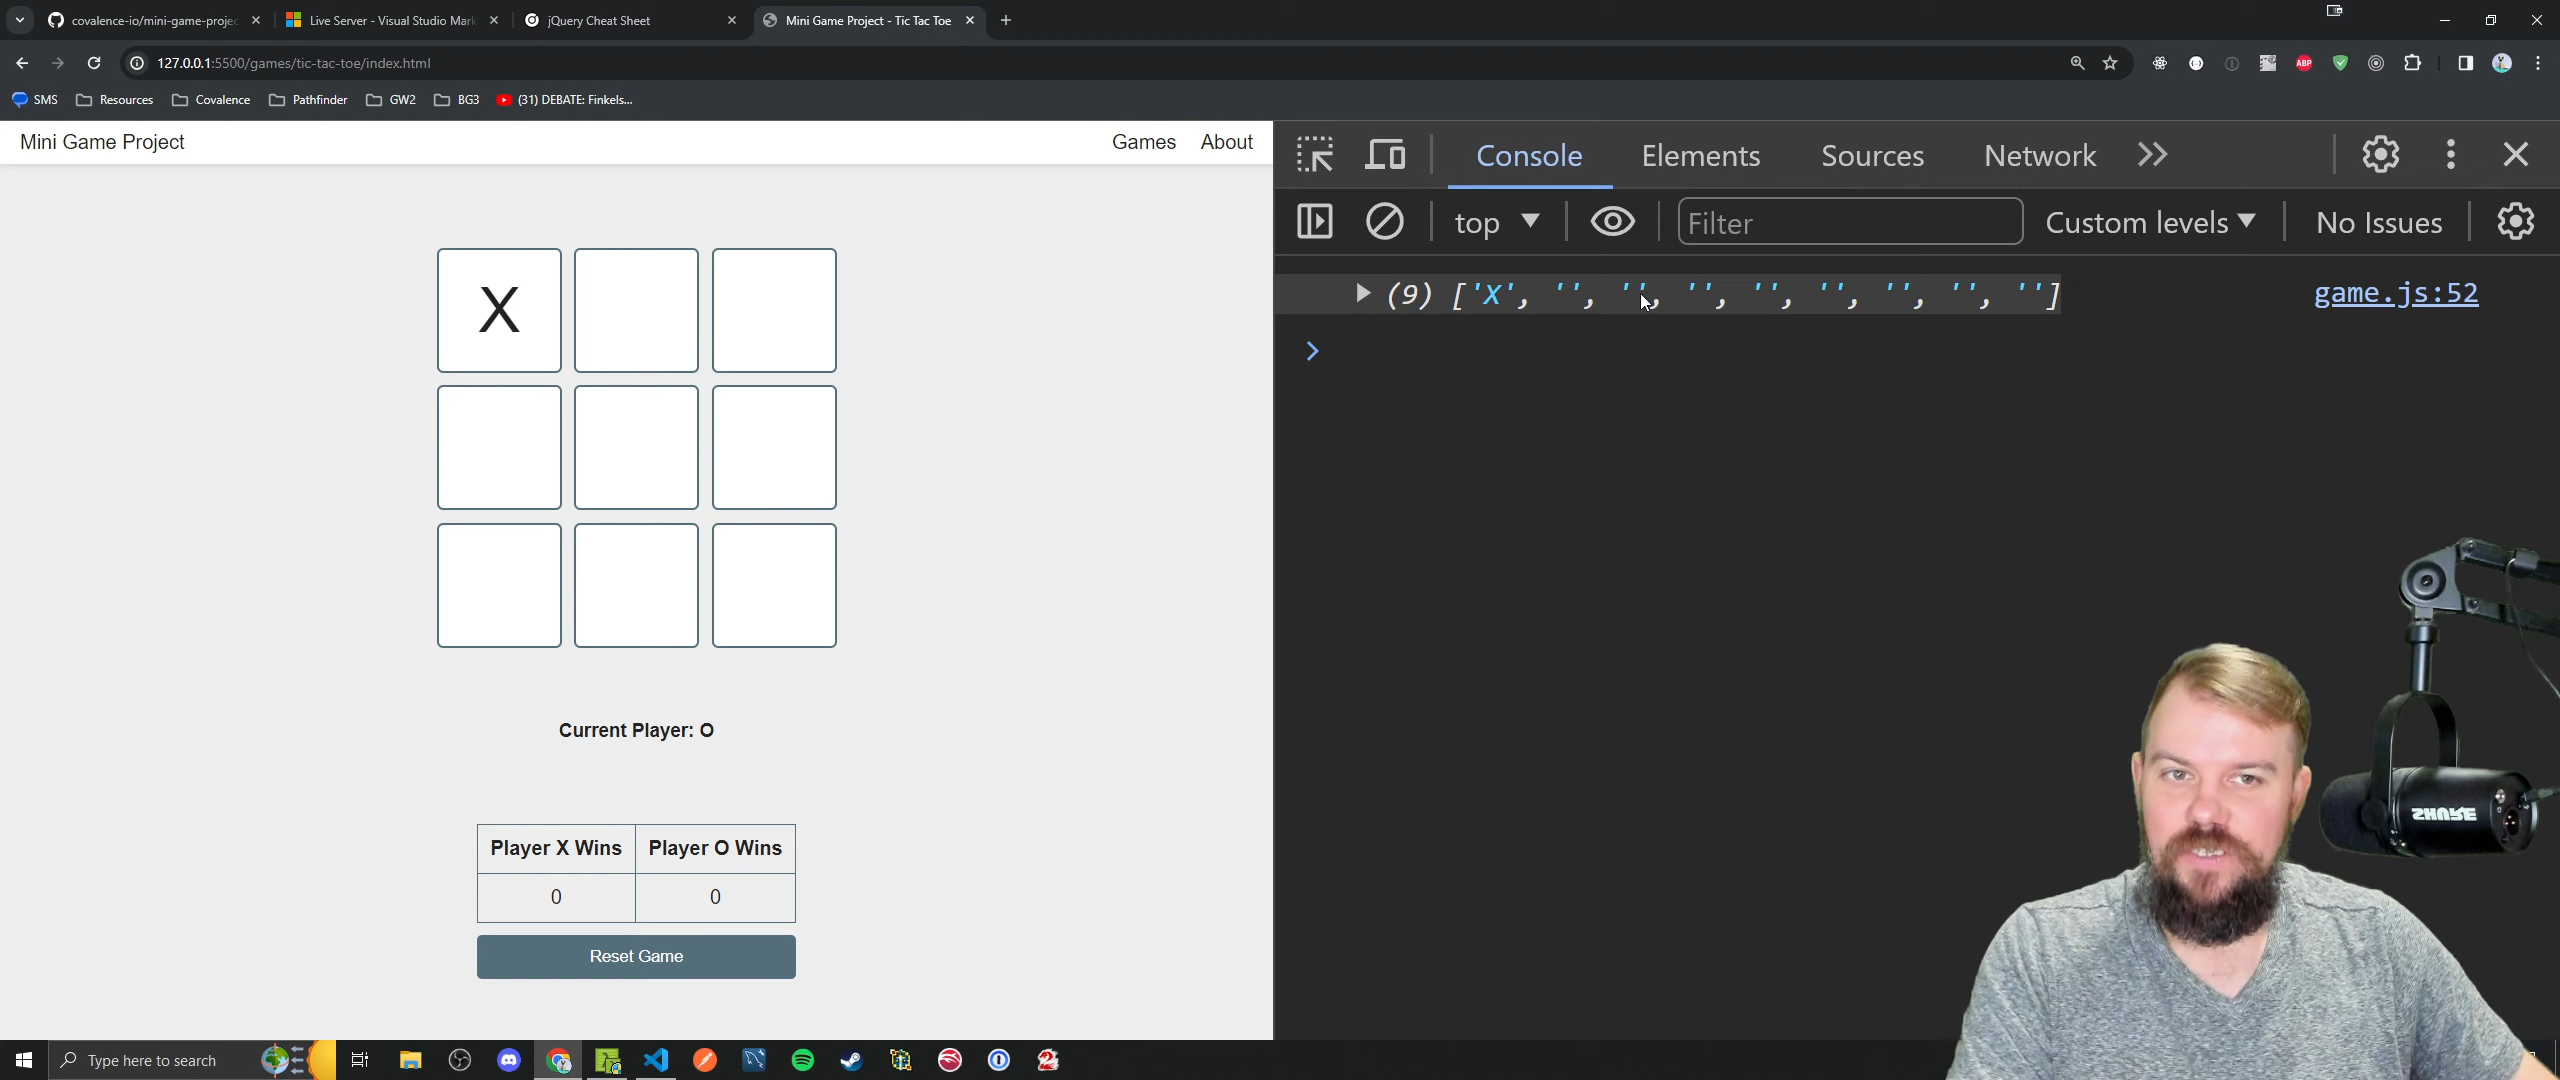 covalence-io/mini-game-projec
Live Server - Visual Studio Mark
jQuery Cheat Sheet
Mini Game Project - Tic Tac Toe
127.0.0.1:5500/games/tic-tac-toe/index.html
ABP
SMS
Resources
Covalence
Pathfinder
GW2
BG3
(31) DEBATE: Finkels...
Mini Game Project
Games
About
Console
Elements
Sources
Network
top
Filter
Custom levels
No Issues
(9) ['X', '', '', '', '', '', '', '', '']
game.js:52
X
Current Player: O
Player X Wins
Player O Wins
0
0
Reset Game
SHURE
Type here to search